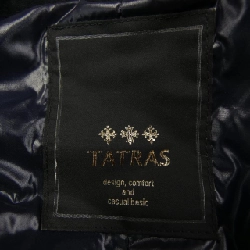 TATRAS
design, comfort
and
casual basic